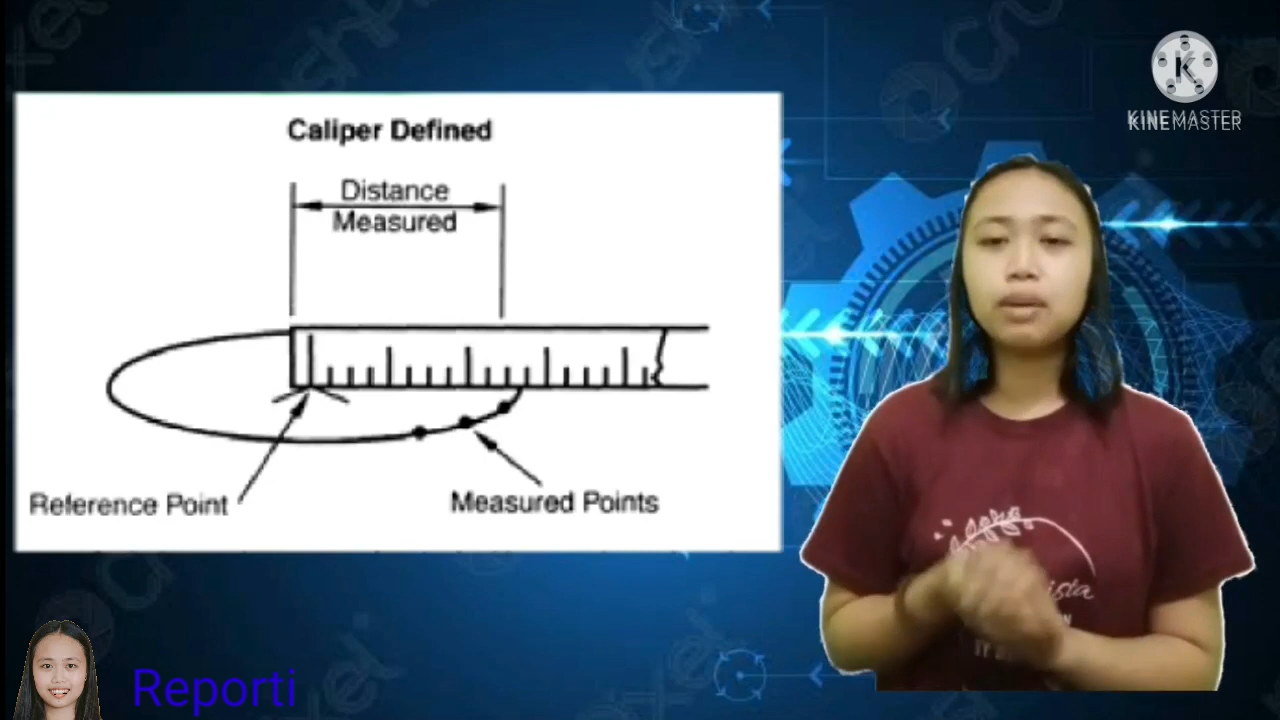 Caliper Defined
Distance
Measured
Reference Point
Measured Points
KINEMASTER
Reporti